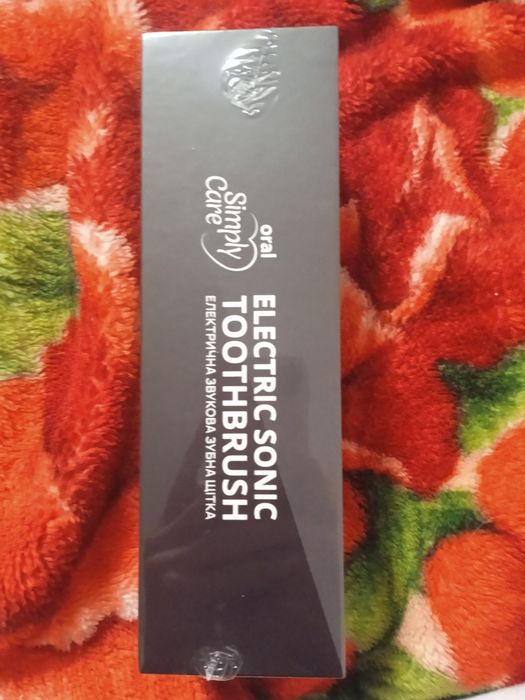 oral
Simply
Care
ELECTRIC SONIC
TOOTHBRUSH
ЕЛЕКТРИЧНА ЗВУКОВА ЗУБНА ЩІТКА